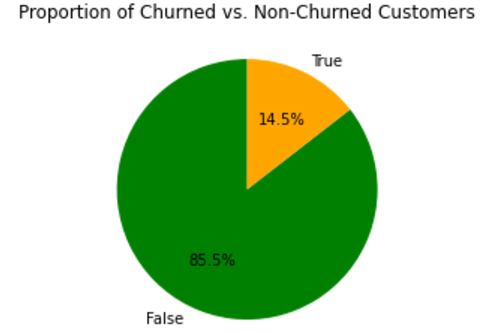 Proportion of Churned vs. Non-Churned Customers
True
14.5%
85.5%
False